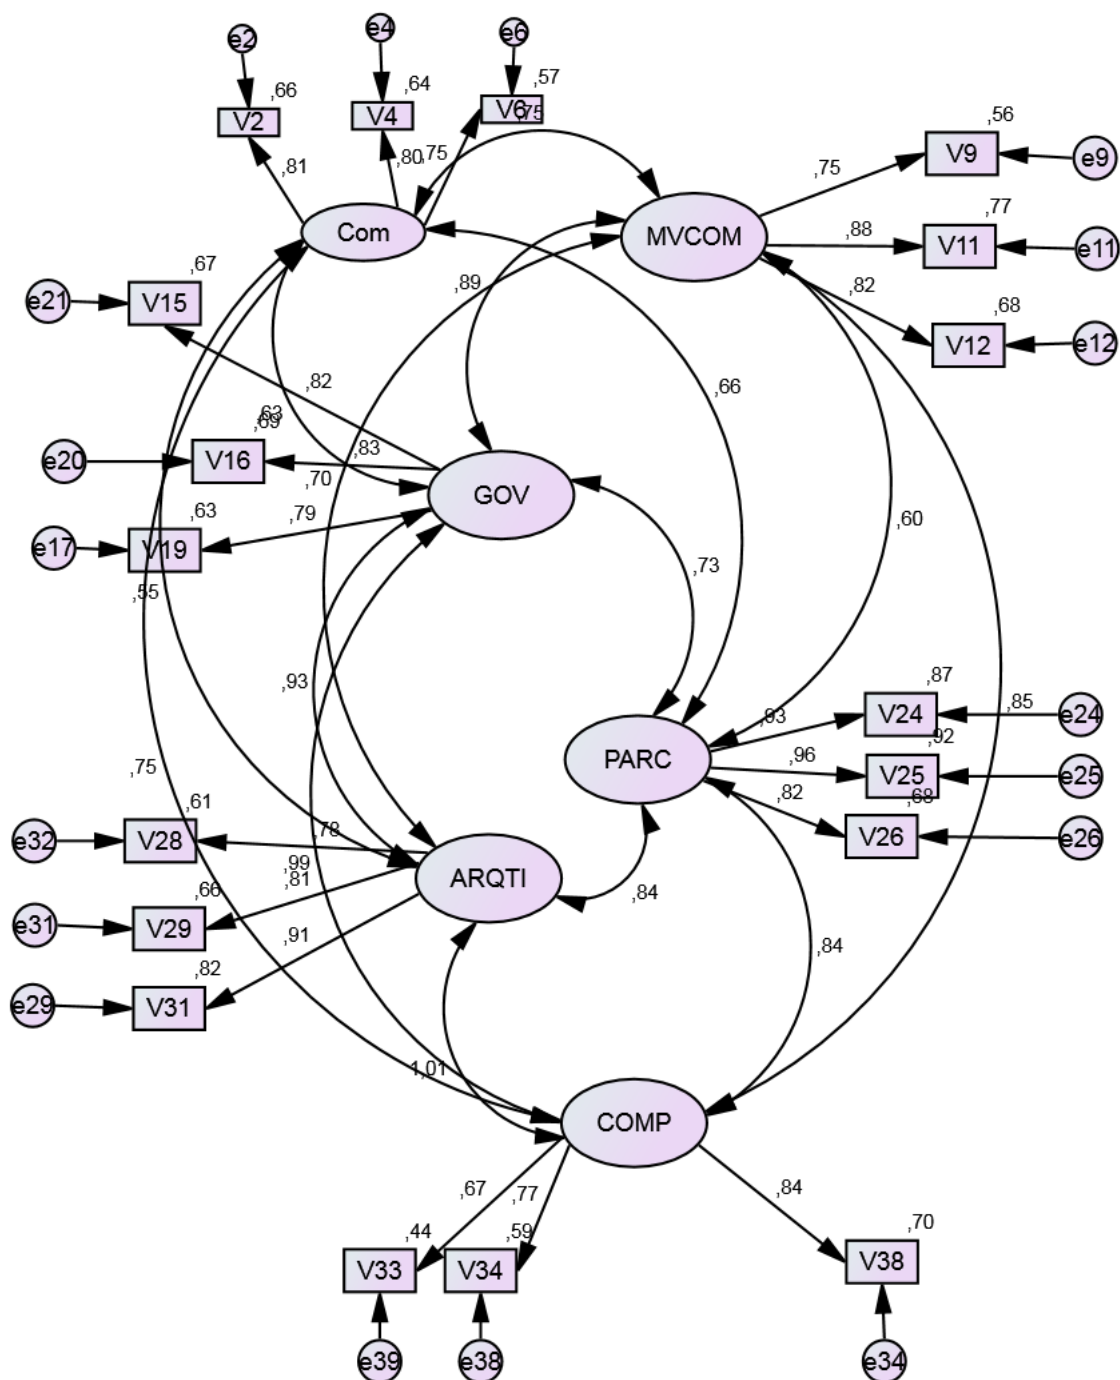 e2
e4
e6
,66
,64
,57
V2
V4
V6
,75
,81
,80
,75
,56
V9
e9
,75
Com
MVCOM
,77
,88
V11
e11
,67
e21
V15
,89
,82
,68
V12
e12
,82
,66
,63
,69
e20
V16
,83
,70
GOV
,63
,79
e17
V19
,60
,73
,55
,93
,87
,93
V24
,85
e24
,92
PARC
,96
V25
e25
,82
,68
V26
e26
,75
,61
e32
V28
,78
,99
,81
ARQTI
,84
,66
e31
V29
,91
,84
,82
e29
V31
1,01
COMP
,67
,77
,84
,44
,59
,70
V33
V34
V38
e39
e38
e34